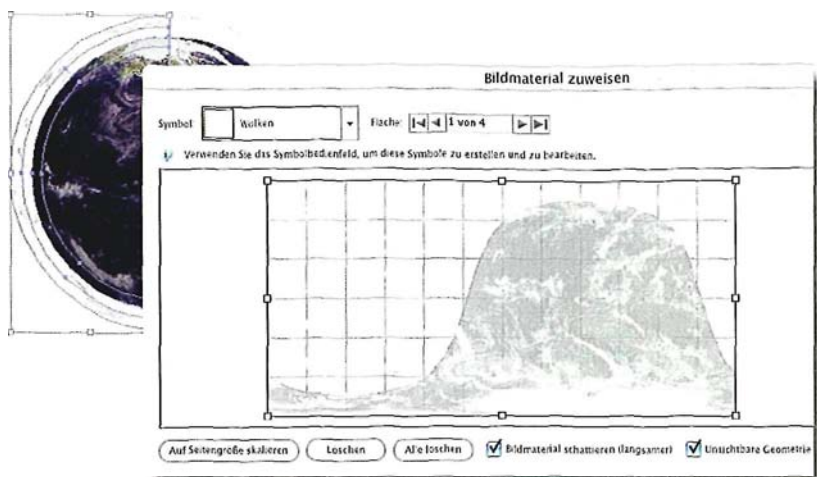 Bildmaterial zuweisen
Symbol: Wolken Fläche: 1 von 4
Verwenden Sie das Symbolbedienfeld, um diese Symbole zu erstellen und zu bearbeiten.
Auf Seitengröße skalieren Löschen Alle löschen Bildmaterial schattieren (langsamer) Unsichtbare Geometrie